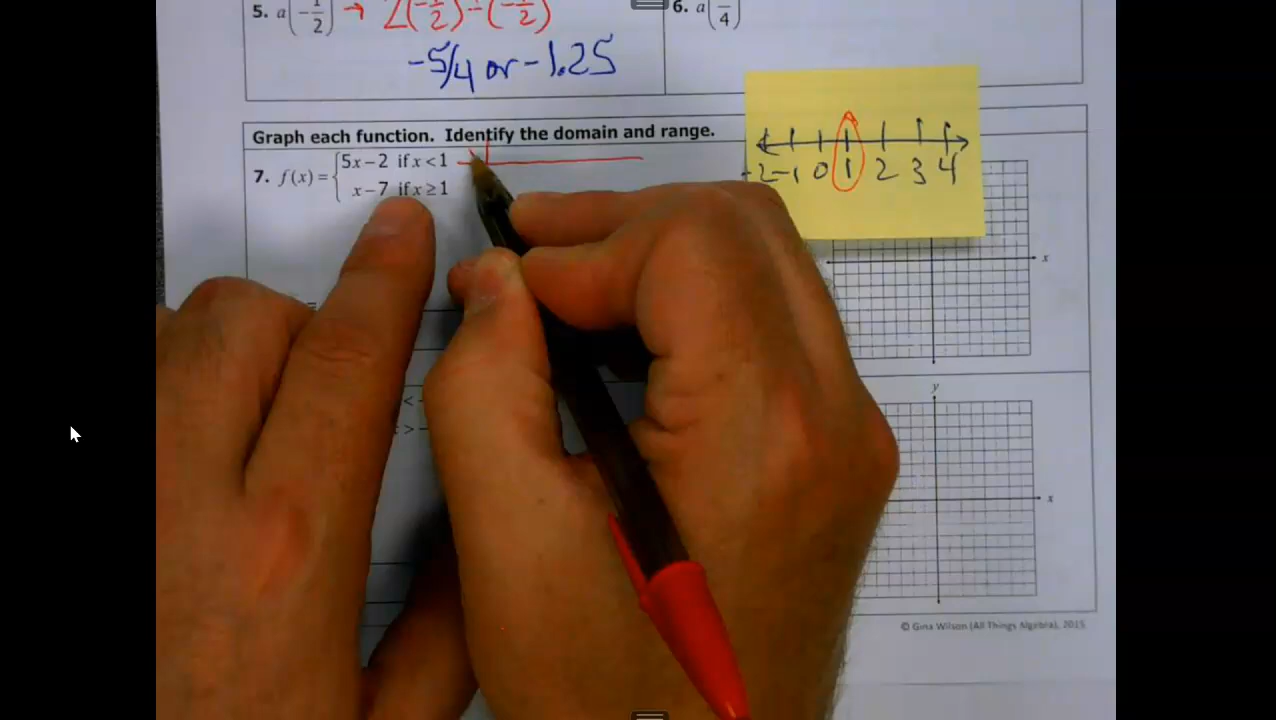 5. a(-1/2) → 2(-1/2)-(-1/2)
6. a( /4)
-5/4 or -1.25
Graph each function. Identify the domain and range.
-2 -1 0 1 2 3 4
7. f(x) = { 5x-2 if x<1
x-7 if x≥1
x
=
<
>
y
x
© Gina Wilson (All Things Algebra), 2015